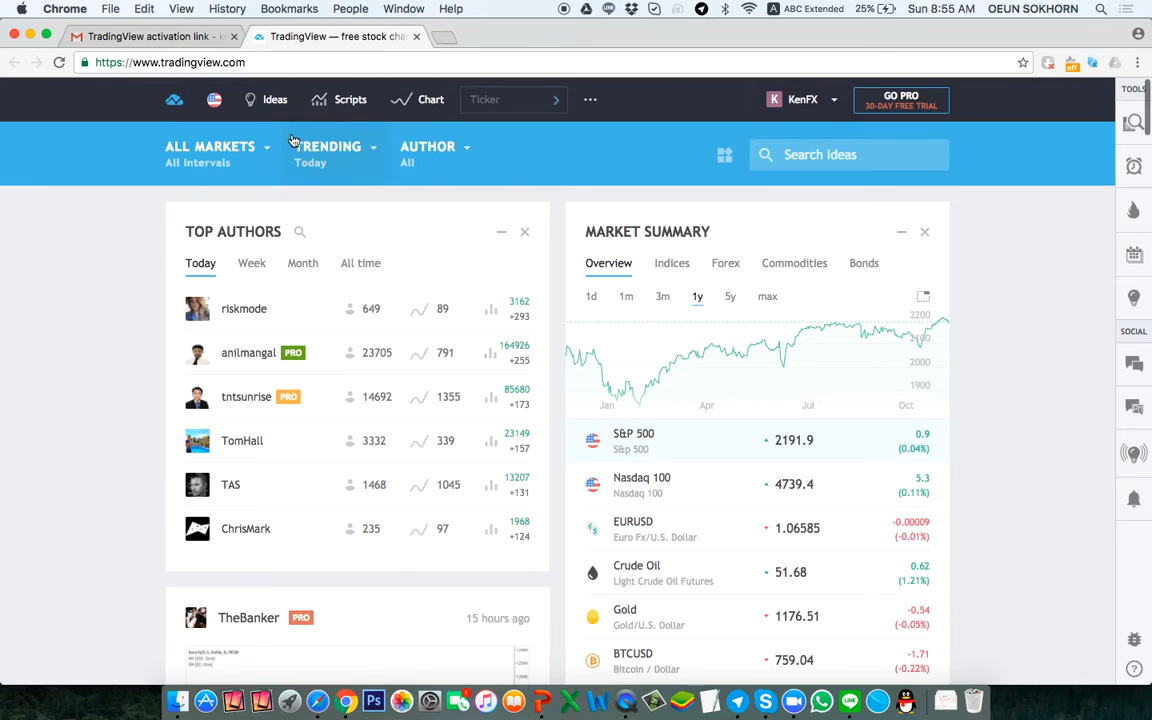 Chrome File Edit View History Bookmarks People Window Help
A ABC Extended 25% Sun 8:55 AM OEUN SOKHORN
TradingView activation link - k
TradingView — free stock cha
https://www.tradingview.com
off
Ideas Scripts Chart Ticker ••• K KenFX
GO PRO
30-DAY FREE TRIAL
TOOLS
ALL MARKETS
All Intervals
TRENDING
Today
AUTHOR
All
Search Ideas
TOP AUTHORS
Today Week Month All time
riskmode 649 89 3162
+293
anilmangal PRO 23705 791 164926
+255
tntsunrise PRO 14692 1355 85680
+173
TomHall 3332 339 23149
+157
TAS 1468 1045 13207
+131
ChrisMark 235 97 1968
+124
TheBanker PRO 15 hours ago
MARKET SUMMARY
Overview Indices Forex Commodities Bonds
1d 1m 3m 1y 5y max
2200
2100
2000
1900
Jan Apr Jul Oct
S&P 500 2191.9 0.9
S&p 500 (0.04%)
Nasdaq 100 4739.4 5.3
Nasdaq 100 (0.11%)
EURUSD 1.06585 -0.00009
Euro Fx/U.S. Dollar (-0.01%)
Crude Oil 51.68 0.62
Light Crude Oil Futures (1.21%)
Gold 1176.51 -0.54
Gold/U.S. Dollar (-0.05%)
BTCUSD 759.04 -1.71
Bitcoin / Dollar (-0.22%)
SOCIAL